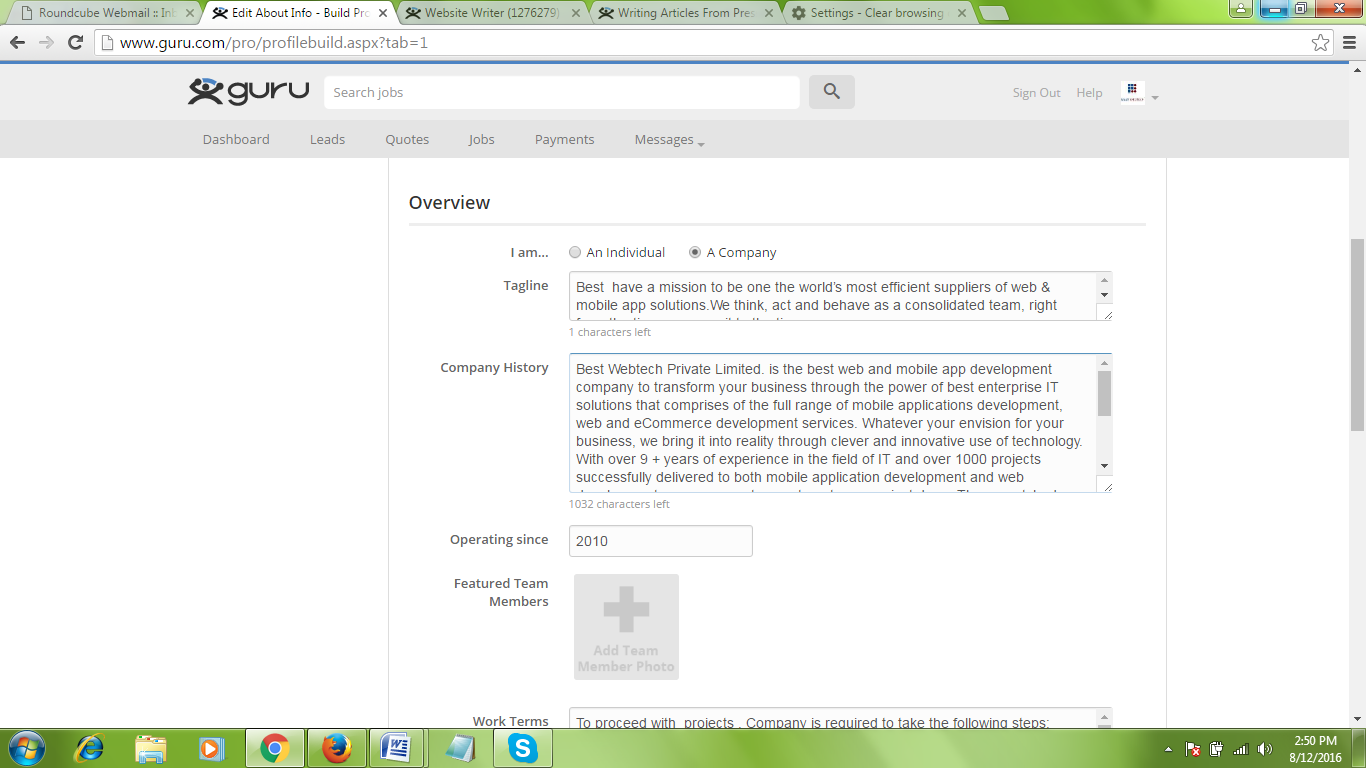 Roundcube Webmail :: Inb
Edit About Info - Build Pro
Website Writer (1276279)
Writing Articles From Pres
Settings - Clear browsing
www.guru.com/pro/profilebuild.aspx?tab=1
guru
Search jobs
Sign Out
Help
Dashboard
Leads
Quotes
Jobs
Payments
Messages
Overview
I am...
An Individual
A Company
Tagline
Best  have a mission to be one the world's most efficient suppliers of web &
mobile app solutions.We think, act and behave as a consolidated team, right
1 characters left
Company History
Best Webtech Private Limited. is the best web and mobile app development
company to transform your business through the power of best enterprise IT
solutions that comprises of the full range of mobile applications development,
web and eCommerce development services. Whatever your envision for your
business, we bring it into reality through clever and innovative use of technology.
With over 9 + years of experience in the field of IT and over 1000 projects
successfully delivered to both mobile application development and web
1032 characters left
Operating since
2010
Featured Team
Members
Add Team
Member Photo
Work Terms
To proceed with  projects , Company is required to take the following steps:
2:50 PM
8/12/2016